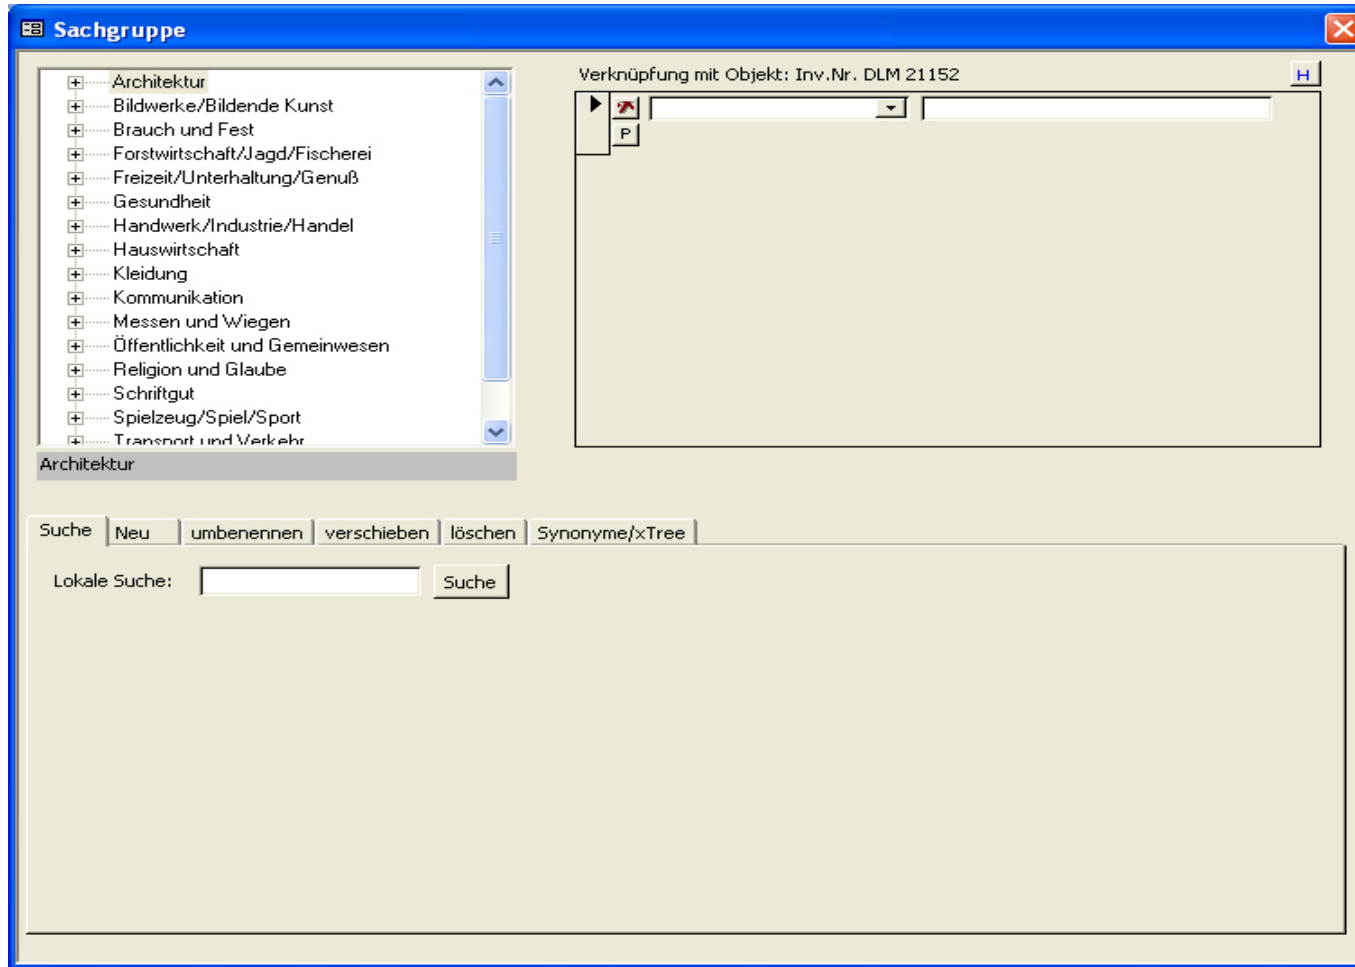 Sachgruppe
Architektur
Bildwerke/Bildende Kunst
Brauch und Fest
Forstwirtschaft/Jagd/Fischerei
Freizeit/Unterhaltung/Genuß
Gesundheit
Handwerk/Industrie/Handel
Hauswirtschaft
Kleidung
Kommunikation
Messen und Wiegen
Öffentlichkeit und Gemeinwesen
Religion und Glaube
Schriftgut
Spielzeug/Spiel/Sport
Transport und Verkehr
Architektur
Verknüpfung mit Objekt: Inv.Nr. DLM 21152
H
P
Suche Neu umbenennen verschieben löschen Synonyme/xTree
Lokale Suche: Suche